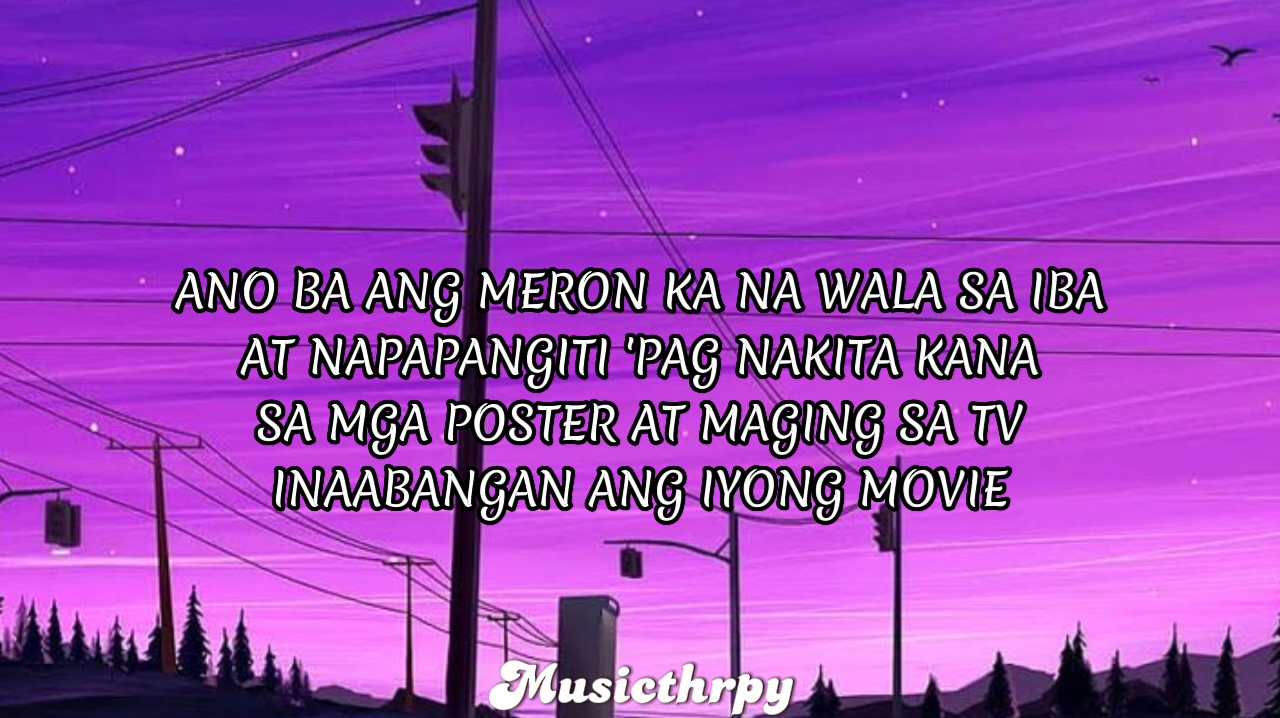 ANO BA ANG MERON KA NA WALA SA IBA
AT NAPAPANGITI 'PAG NAKITA KANA
SA MGA POSTER AT MAGING SA TV
INAABANGAN ANG IYONG MOVIE
Musicthrpy